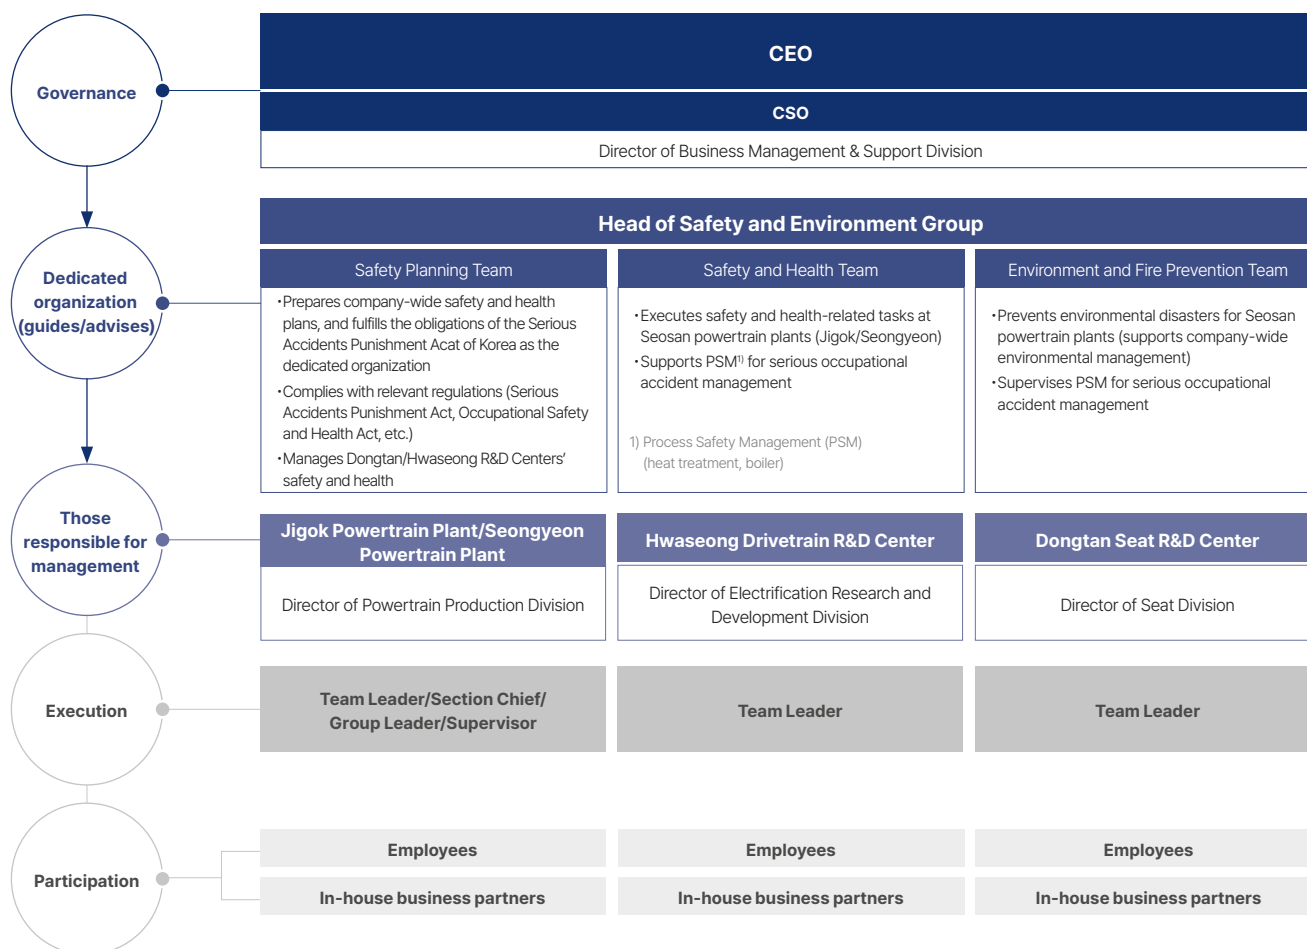 Governance
CEO
CSO
Director of Business Management & Support Division
Dedicated
organization
(guides/advises)
Head of Safety and Environment Group
Safety Planning Team
•Prepares company-wide safety and health
plans, and fulfills the obligations of the Serious
Accidents Punishment Acat of Korea as the
dedicated organization
•Complies with relevant regulations (Serious
Accidents Punishment Act, Occupational Safety
and Health Act, etc.)
•Manages Dongtan/Hwaseong R&D Centers'
safety and health
Safety and Health Team
•Executes safety and health-related tasks at
Seosan powertrain plants (Jigok/Seongyeon)
•Supports PSM1) for serious occupational
accident management
1) Process Safety Management (PSM)
(heat treatment, boiler)
Environment and Fire Prevention Team
•Prevents environmental disasters for Seosan
powertrain plants (supports company-wide
environmental management)
•Supervises PSM for serious occupational
accident management
Those
responsible for
management
Jigok Powertrain Plant/Seongyeon
Powertrain Plant
Director of Powertrain Production Division
Hwaseong Drivetrain R&D Center
Director of Electrification Research and
Development Division
Dongtan Seat R&D Center
Director of Seat Division
Execution
Team Leader/Section Chief/
Group Leader/Supervisor
Team Leader
Team Leader
Participation
Employees
Employees
Employees
In-house business partners
In-house business partners
In-house business partners